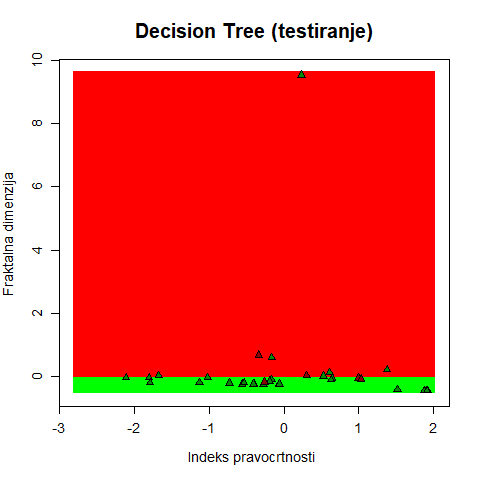 Decision Tree (testiranje)
Fraktalna dimenzija
10
8
6
4
2
0
-3 -2 -1 0 1 2
Indeks pravocrtnosti